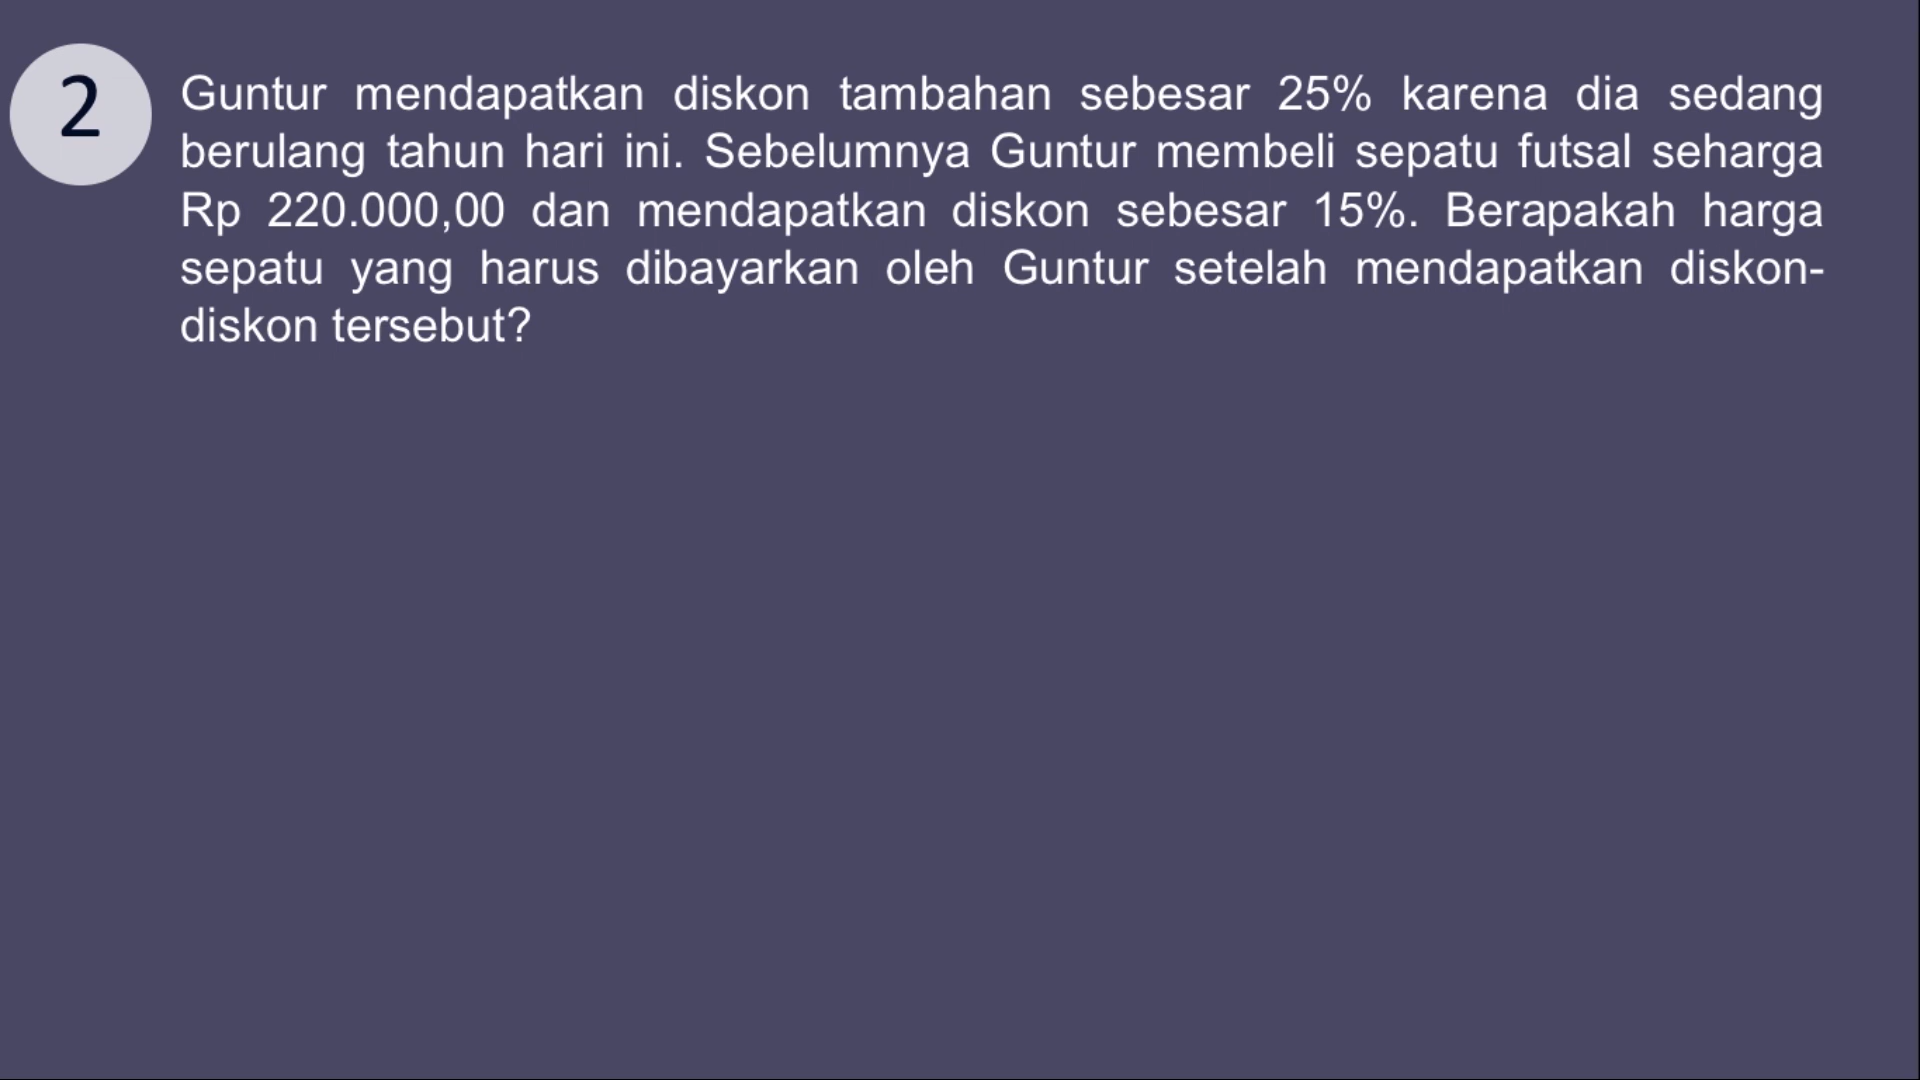 2
Guntur mendapatkan diskon tambahan sebesar 25% karena dia sedang
berulang tahun hari ini. Sebelumnya Guntur membeli sepatu futsal seharga
Rp 220.000,00 dan mendapatkan diskon sebesar 15%. Berapakah harga
sepatu yang harus dibayarkan oleh Guntur setelah mendapatkan diskon-
diskon tersebut?